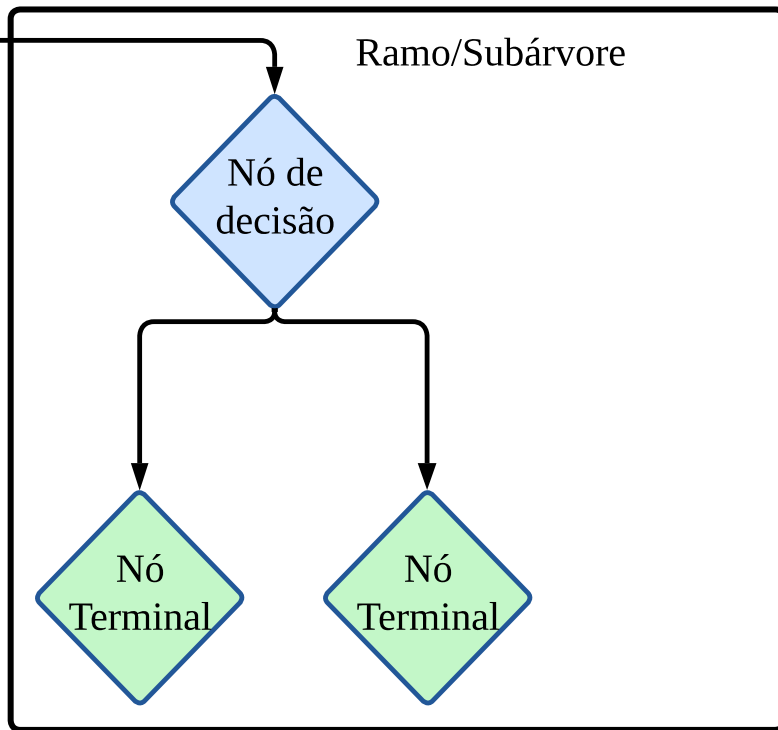 Ramo/Subárvore
Nó de
decisão
Nó
Terminal
Nó
Terminal